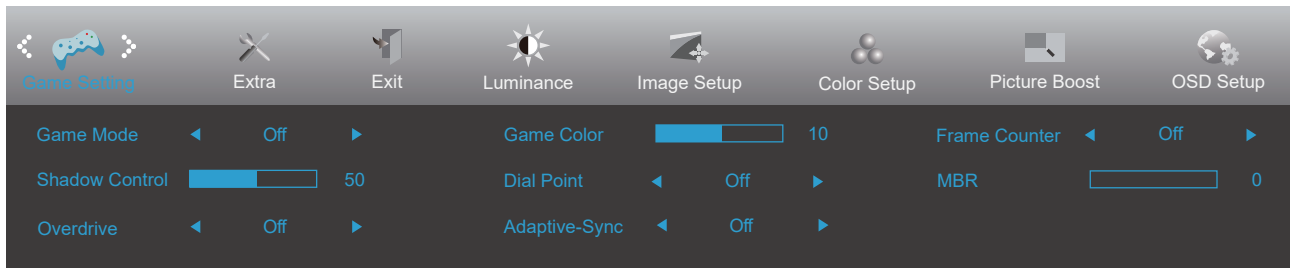 Game Setting Extra Exit Luminance Image Setup Color Setup Picture Boost OSD Setup
Game Mode Off Game Color 10 Frame Counter Off
Shadow Control 50 Dial Point Off MBR 0
Overdrive Off Adaptive-Sync Off